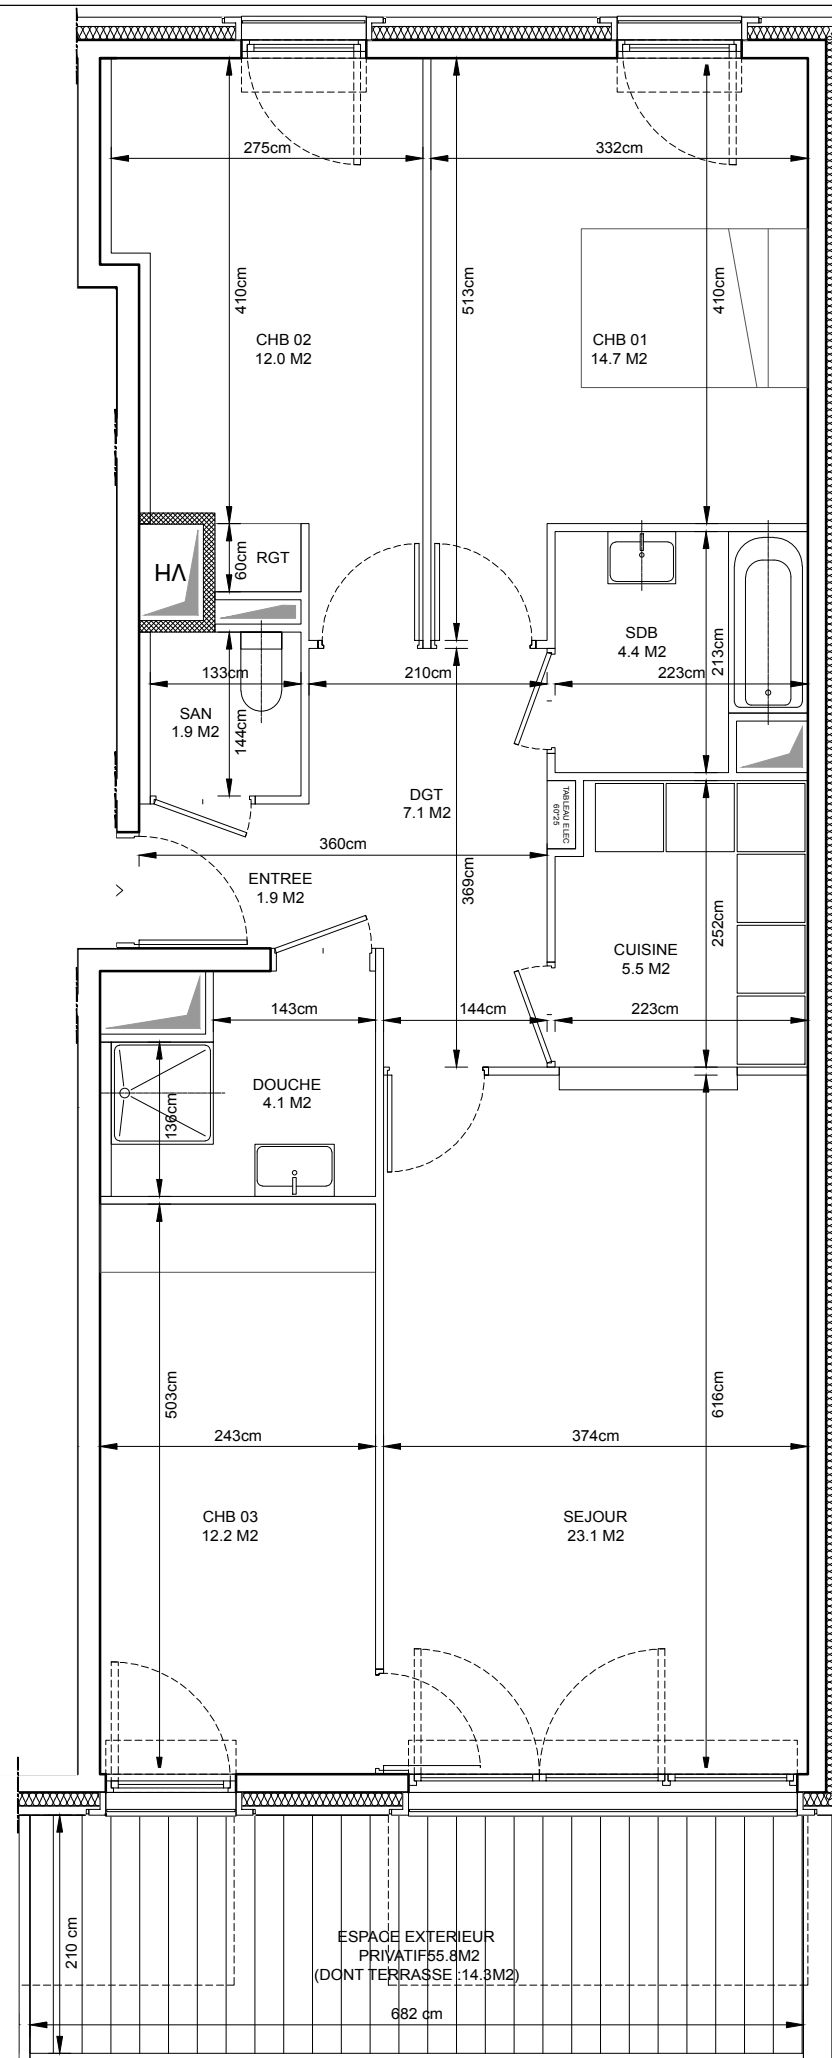 275cm
332cm
410cm
513cm
410cm
CHB 02
12.0 M2
CHB 01
14.7 M2
VH
60cm
RGT
SDB
4.4 M2
213cm
133cm
210cm
223cm
SAN
1.9 M2
144cm
DGT
7.1 M2
TABLEAU ELEC
60*25
360cm
369cm
ENTREE
1.9 M2
252cm
CUISINE
5.5 M2
143cm
144cm
223cm
DOUCHE
4.1 M2
136cm
503cm
616cm
243cm
374cm
CHB 03
12.2 M2
SEJOUR
23.1 M2
210 cm
ESPACE EXTERIEUR
PRIVATIF55.8M2
(DONT TERRASSE :14.3M2)
682 cm